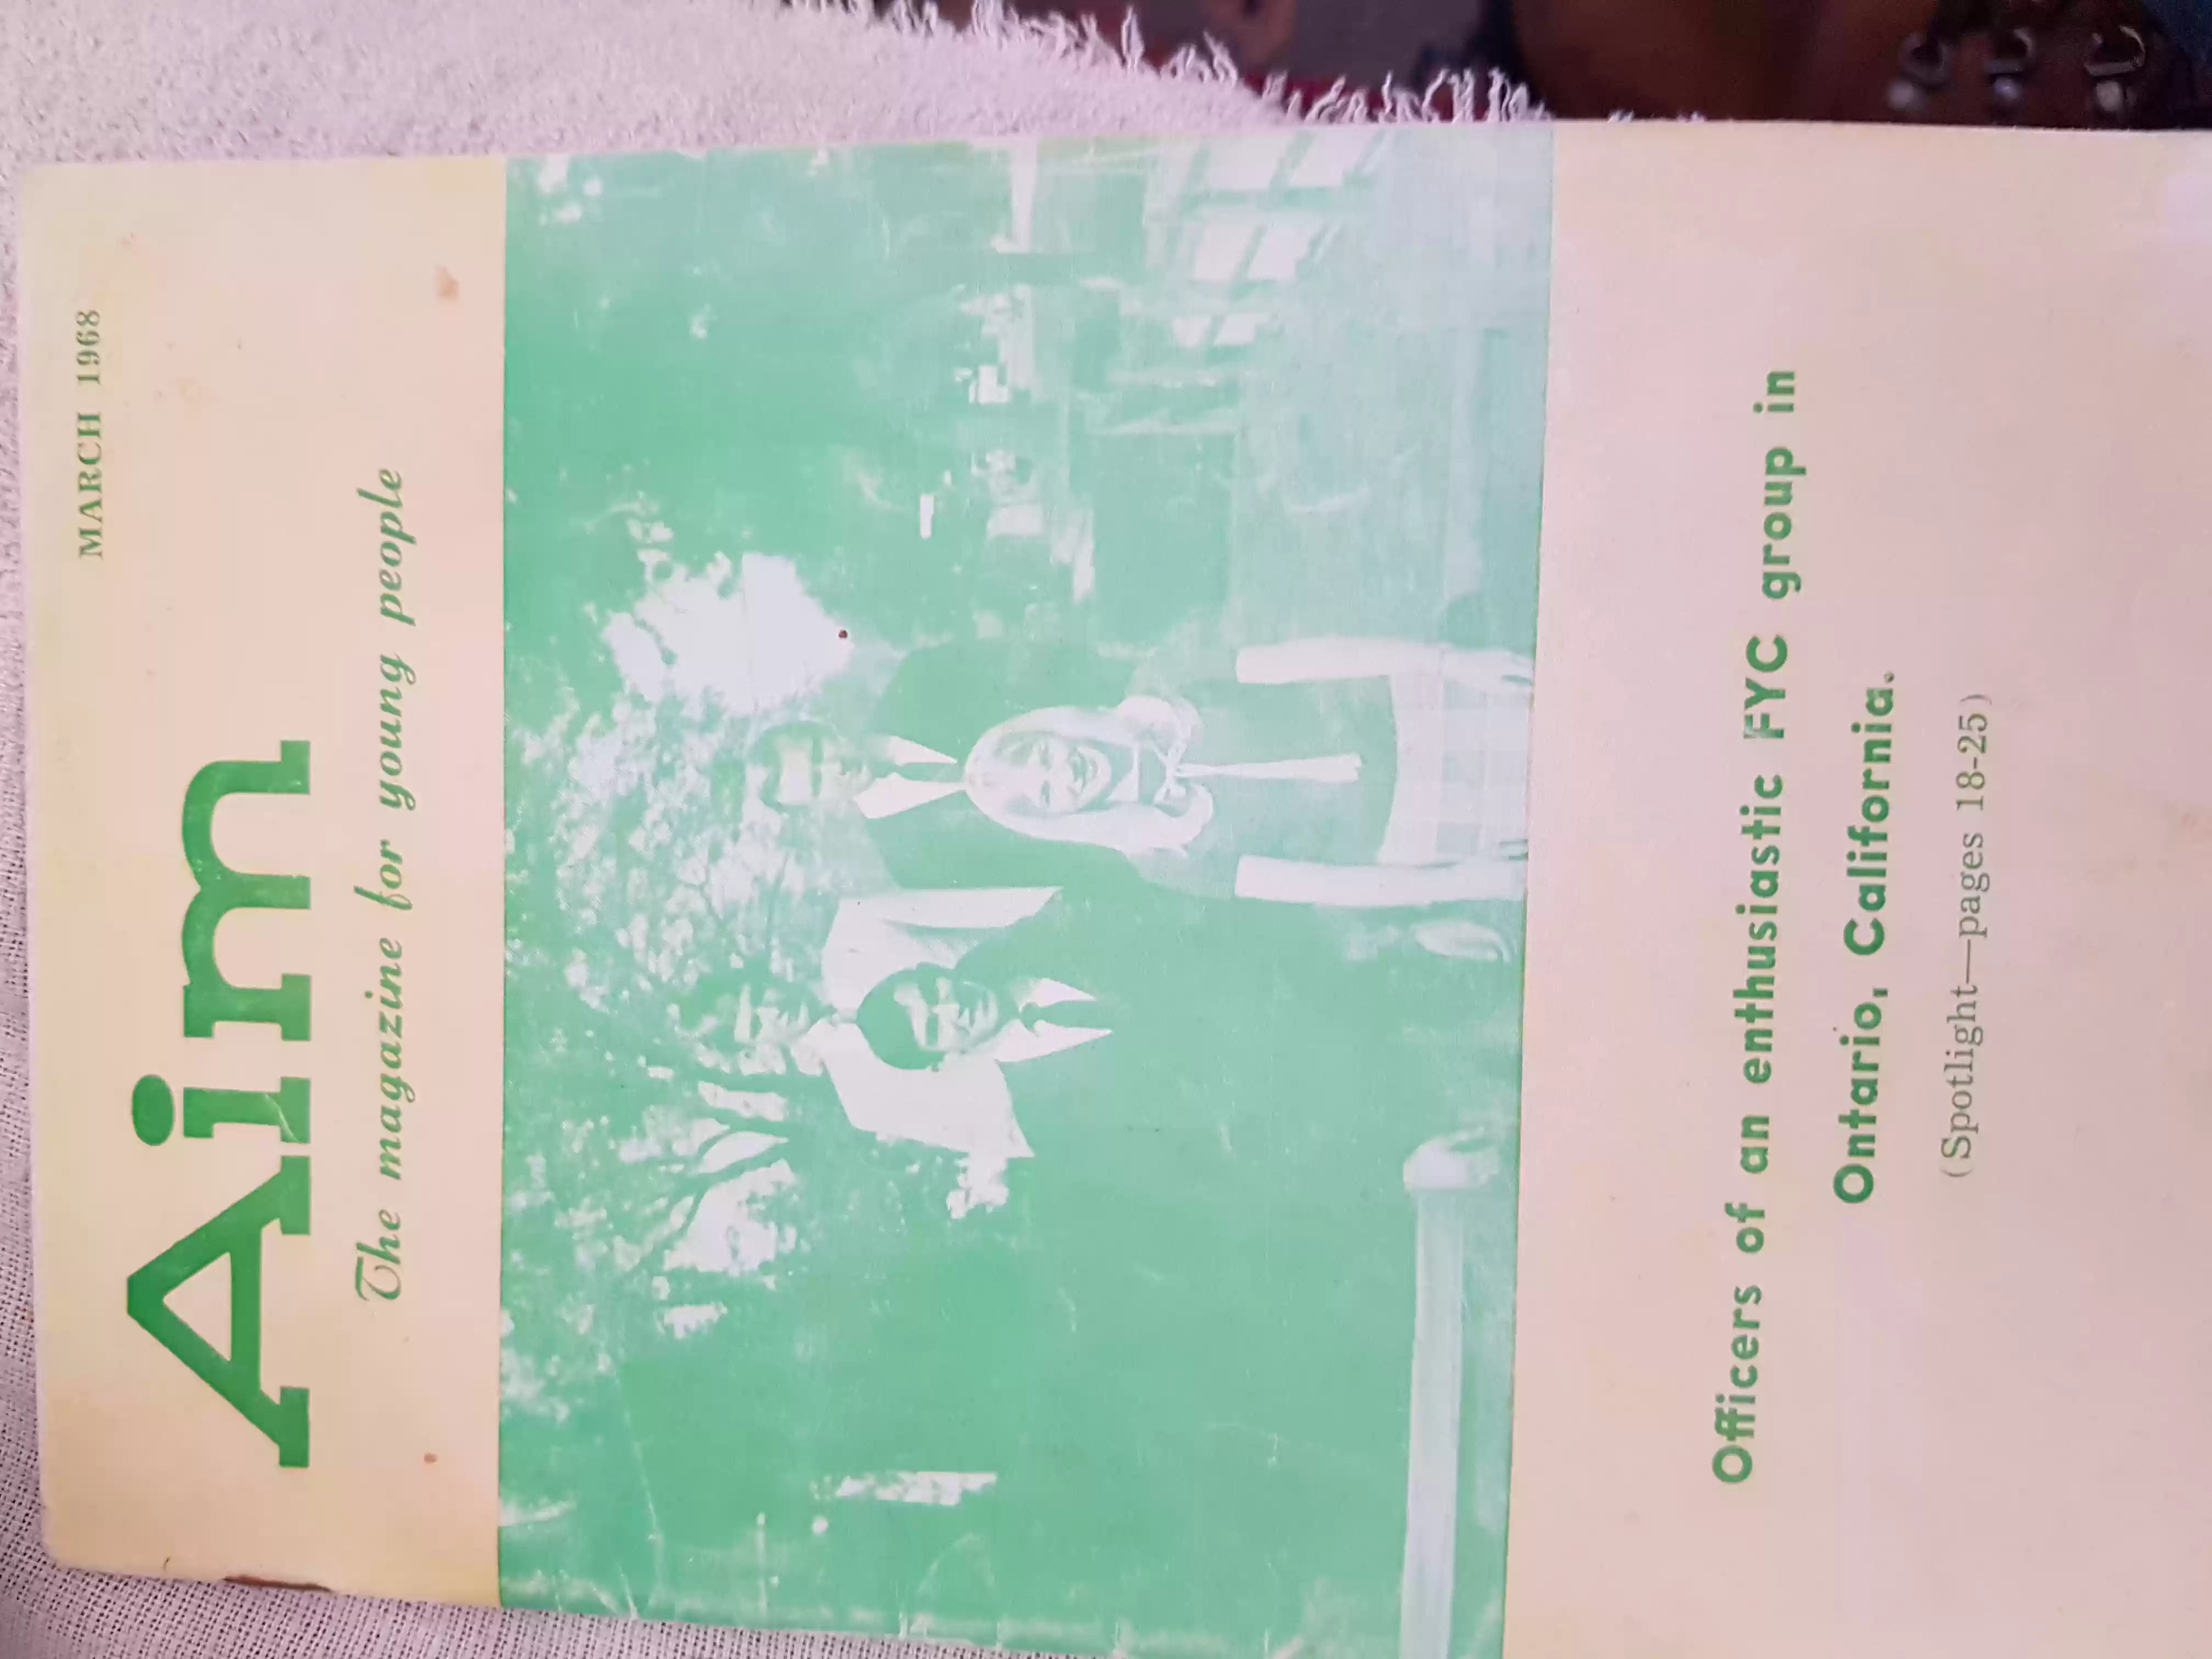 MARCH 1968
Aim
The magazine for young people
Officers of an enthusiastic FYC group in
Ontario, California.
(Spotlight—pages 18-25)